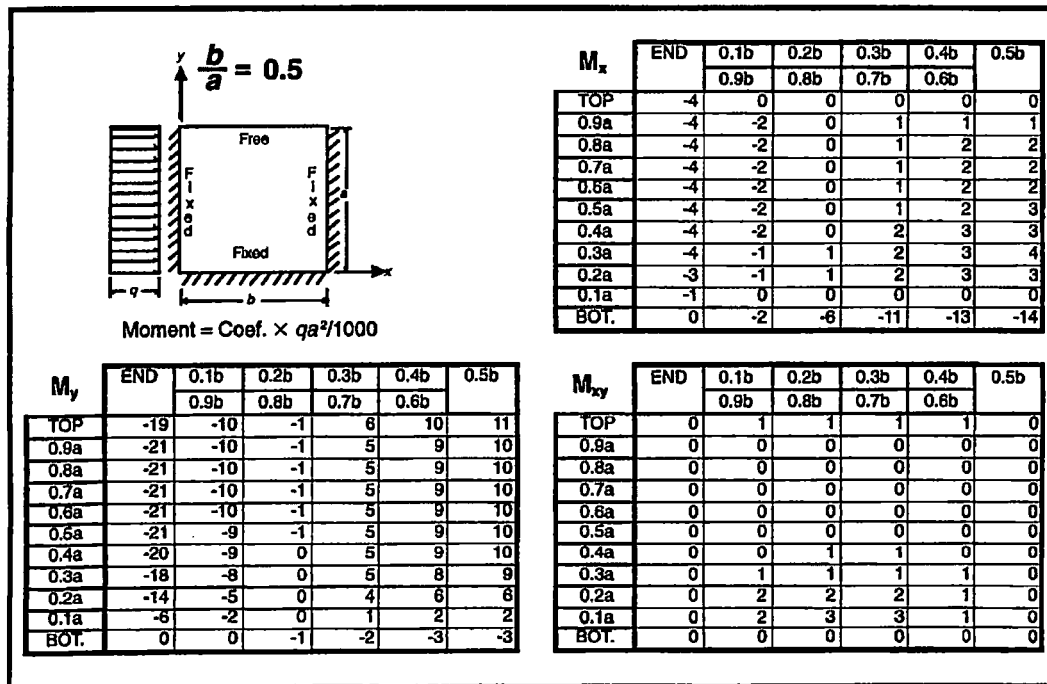 y
b/a = 0.5
Free
Fixed
Fixed
a
Fixed
x
q
b
Moment = Coef. × qa²/1000
Mx END 0.1b 0.2b 0.3b 0.4b 0.5b
0.9b 0.8b 0.7b 0.6b
TOP -4 0 0 0 0 0
0.9a -4 -2 0 1 1 1
0.8a -4 -2 0 1 2 2
0.7a -4 -2 0 1 2 2
0.6a -4 -2 0 1 2 2
0.5a -4 -2 0 1 2 3
0.4a -4 -2 0 2 3 3
0.3a -4 -1 1 2 3 4
0.2a -3 -1 1 2 3 3
0.1a -1 0 0 0 0 0
BOT. 0 -2 -6 -11 -13 -14
My END 0.1b 0.2b 0.3b 0.4b 0.5b
0.9b 0.8b 0.7b 0.6b
TOP -19 -10 -1 6 10 11
0.9a -21 -10 -1 5 9 10
0.8a -21 -10 -1 5 9 10
0.7a -21 -10 -1 5 9 10
0.6a -21 -10 -1 5 9 10
0.5a -21 -9 -1 5 9 10
0.4a -20 -9 0 5 9 10
0.3a -18 -8 0 5 8 9
0.2a -14 -5 0 4 6 6
0.1a -6 -2 0 1 2 2
BOT. 0 0 -1 -2 -3 -3
Mxy END 0.1b 0.2b 0.3b 0.4b 0.5b
0.9b 0.8b 0.7b 0.6b
TOP 0 1 1 1 1 0
0.9a 0 0 0 0 0 0
0.8a 0 0 0 0 0 0
0.7a 0 0 0 0 0 0
0.6a 0 0 0 0 0 0
0.5a 0 0 0 0 0 0
0.4a 0 0 1 1 0 0
0.3a 0 1 1 1 1 0
0.2a 0 2 2 2 1 0
0.1a 0 2 3 3 1 0
BOT. 0 0 0 0 0 0